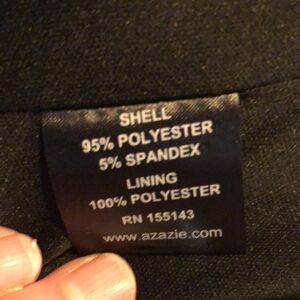 SHELL
95% POLYESTER
5% SPANDEX
LINING
100% POLYESTER
RN 155143
www.azazie.com